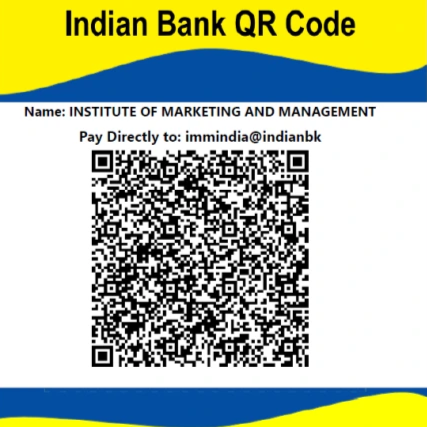 Indian Bank QR Code
Name: INSTITUTE OF MARKETING AND MANAGEMENT
Pay Directly to: immindia@indianbk